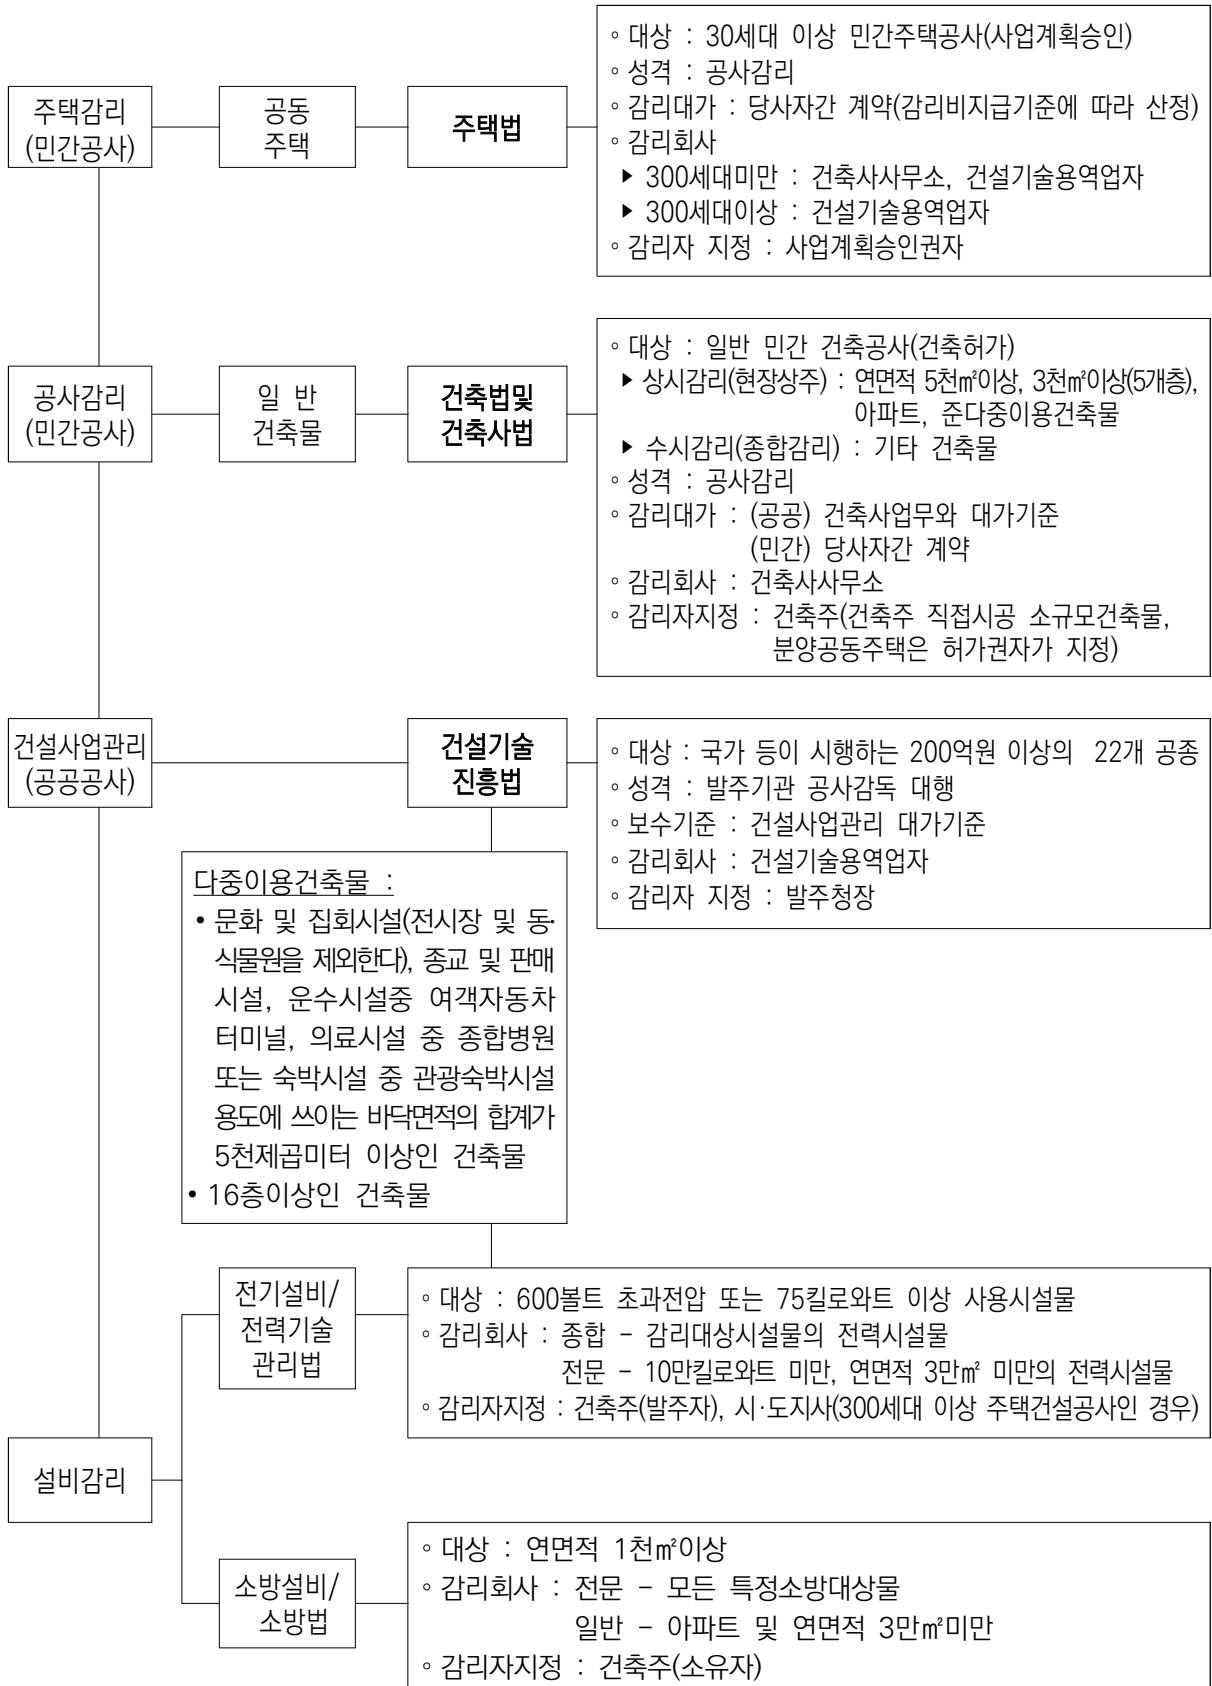 주택감리
(민간공사)
공동
주택
주택법
◦ 대상 : 30세대 이상 민간주택공사(사업계획승인)
◦ 성격 : 공사감리
◦ 감리대가 : 당사자간 계약(감리비지급기준에 따라 산정)
◦ 감리회사
▶ 300세대미만 : 건축사사무소, 건설기술용역업자
▶ 300세대이상 : 건설기술용역업자
◦ 감리자 지정 : 사업계획승인권자
공사감리
(민간공사)
일 반
건축물
건축법및
건축사법
◦ 대상 : 일반 민간 건축공사(건축허가)
▶ 상시감리(현장상주) : 연면적 5천㎡이상, 3천㎡이상(5개층),
아파트, 준다중이용건축물
▶ 수시감리(종합감리) : 기타 건축물
◦ 성격 : 공사감리
◦ 감리대가 : (공공) 건축사업무와 대가기준
(민간) 당사자간 계약
◦ 감리회사 : 건축사사무소
◦ 감리자지정 : 건축주(건축주 직접시공 소규모건축물,
분양공동주택은 허가권자가 지정)
건설사업관리
(공공공사)
건설기술
진흥법
◦ 대상 : 국가 등이 시행하는 200억원 이상의 22개 공종
◦ 성격 : 발주기관 공사감독 대행
◦ 보수기준 : 건설사업관리 대가기준
◦ 감리회사 : 건설기술용역업자
◦ 감리자 지정 : 발주청장
다중이용건축물 :
• 문화 및 집회시설(전시장 및 동·
식물원을 제외한다), 종교 및 판매
시설, 운수시설중 여객자동차
터미널, 의료시설 중 종합병원
또는 숙박시설 중 관광숙박시설
용도에 쓰이는 바닥면적의 합계가
5천제곱미터 이상인 건축물
• 16층이상인 건축물
설비감리
전기설비/
전력기술
관리법
◦ 대상 : 600볼트 초과전압 또는 75킬로와트 이상 사용시설물
◦ 감리회사 : 종합 - 감리대상시설물의 전력시설물
전문 - 10만킬로와트 미만, 연면적 3만㎡ 미만의 전력시설물
◦ 감리자지정 : 건축주(발주자), 시·도지사(300세대 이상 주택건설공사인 경우)
소방설비/
소방법
◦ 대상 : 연면적 1천㎡이상
◦ 감리회사 : 전문 - 모든 특정소방대상물
일반 - 아파트 및 연면적 3만㎡미만
◦ 감리자지정 : 건축주(소유자)